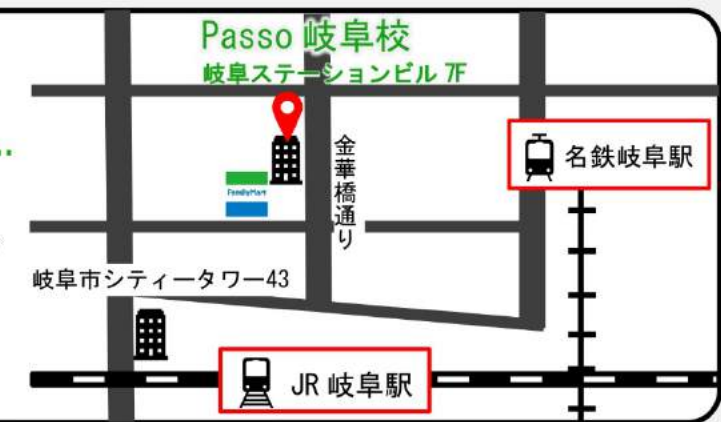 Passo 岐阜校
岐阜ステーションビル 7F
金華橋通り
名鉄岐阜駅
FamilyMart
岐阜市シティータワー43
JR 岐阜駅